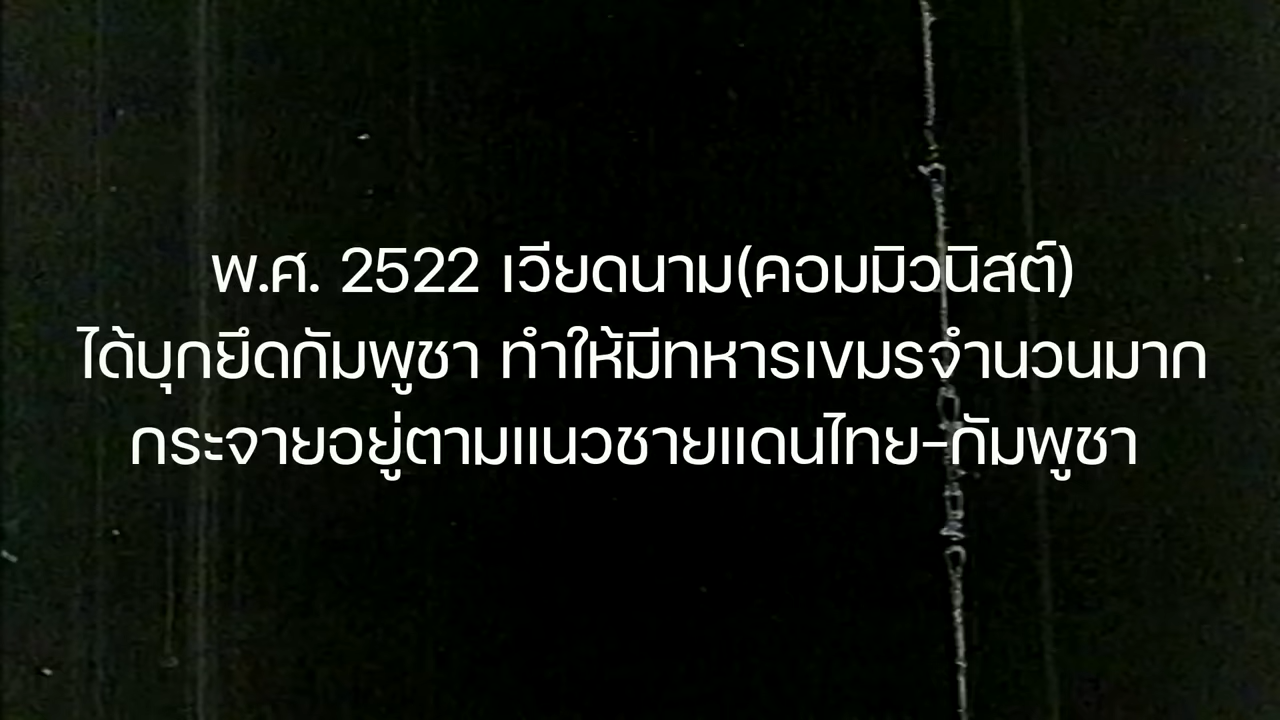 พ.ศ. 2522 เวียดนาม(คอมมิวนิสต์)
ได้บุกยึดกัมพูชา ทำให้มีทหารเขมรจำนวนมาก
กระจายอยู่ตามแนวชายแดนไทย-กัมพูชา